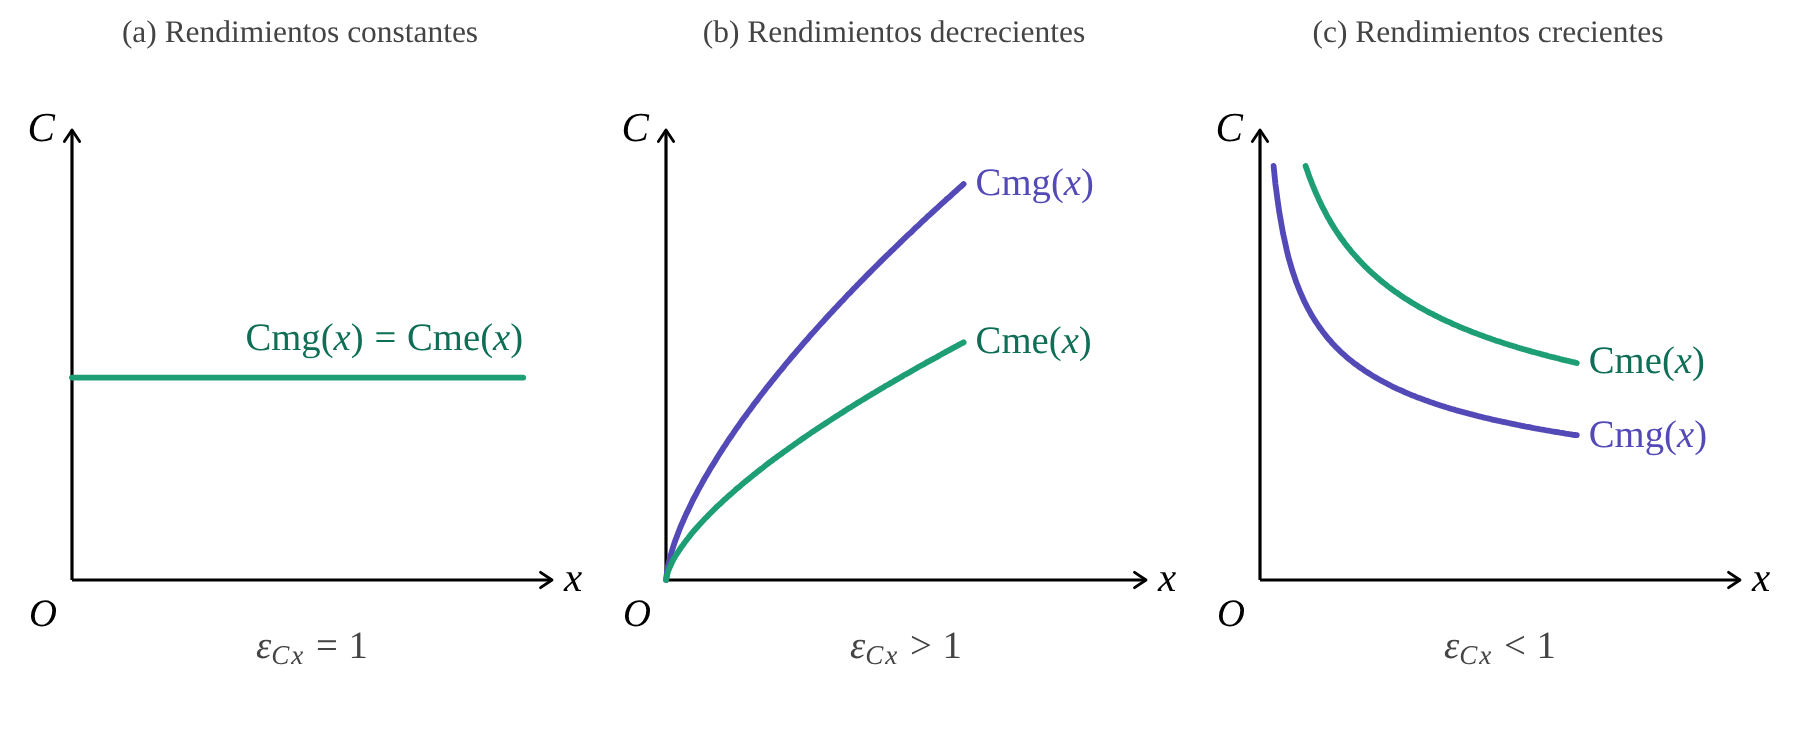 (a) Rendimientos constantes
C
Cmg(x) = Cme(x)
x
O
εCx = 1
(b) Rendimientos decrecientes
C
Cmg(x)
Cme(x)
x
O
εCx > 1
(c) Rendimientos crecientes
C
Cme(x)
Cmg(x)
x
O
εCx < 1